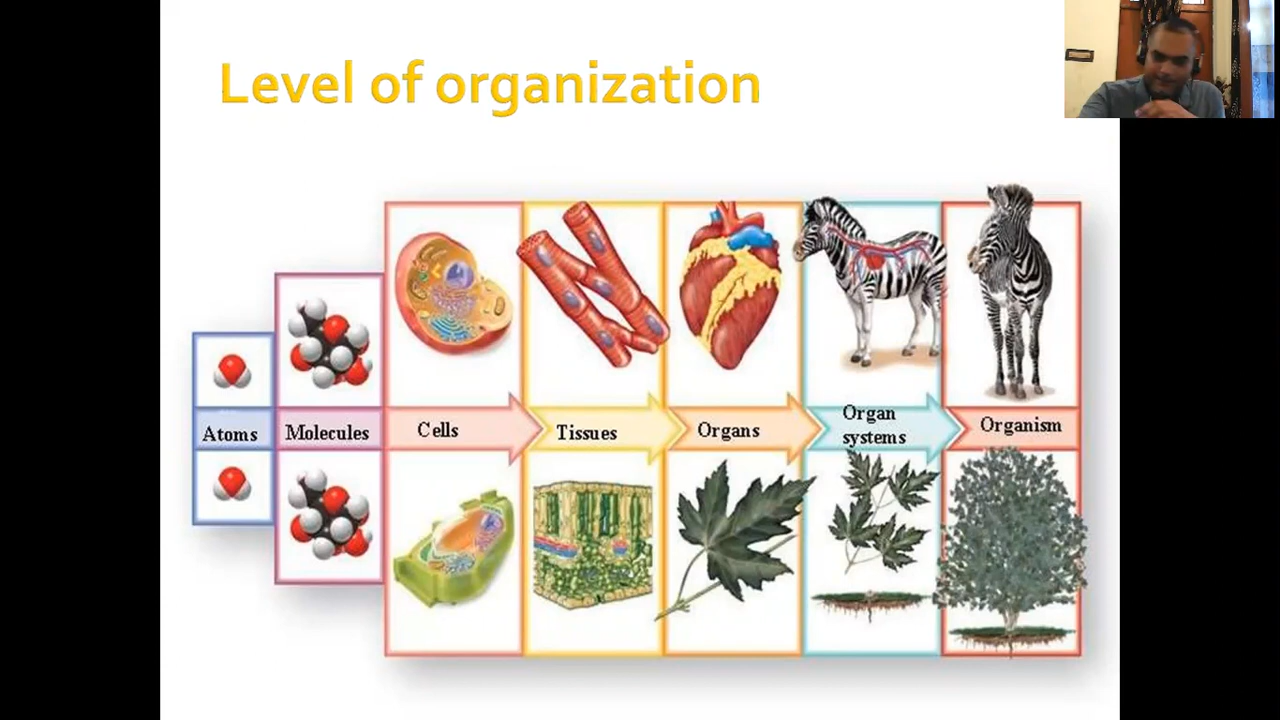 Level of organization
Atoms
Molecules
Cells
Tissues
Organs
Organ
systems
Organism